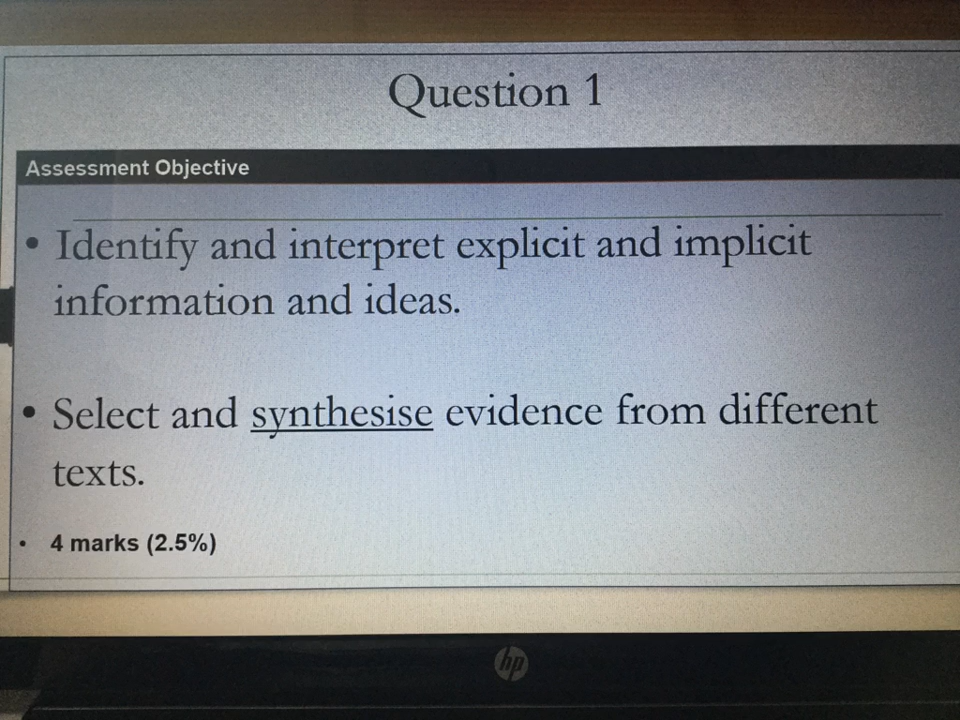 Question 1
Assessment Objective
• Identify and interpret explicit and implicit
information and ideas.
• Select and synthesise evidence from different
texts.
• 4 marks (2.5%)
hp